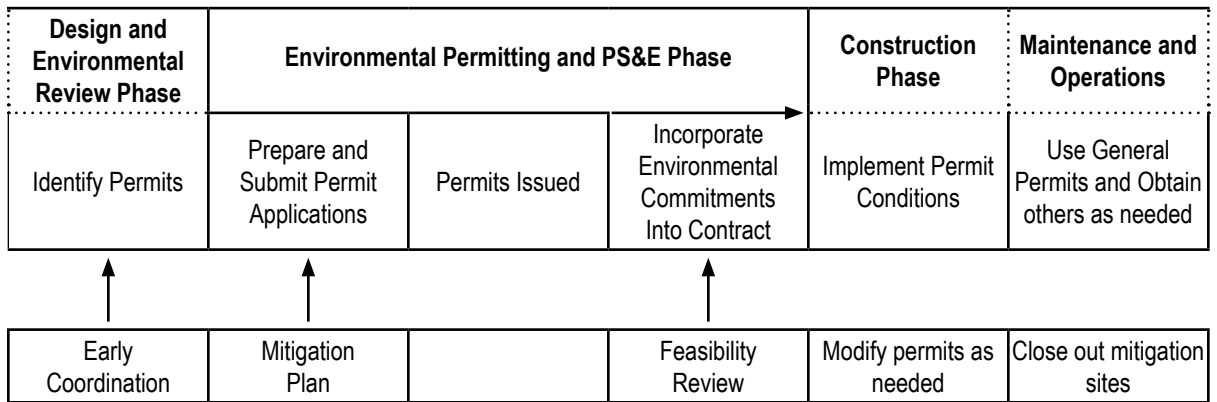 Design and
Environmental
Review Phase
Environmental Permitting and PS&E Phase
Construction
Phase
Maintenance and
Operations
Identify Permits
Prepare and
Submit Permit
Applications
Permits Issued
Incorporate
Environmental
Commitments
Into Contract
Implement Permit
Conditions
Use General
Permits and Obtain
others as needed
Early
Coordination
Mitigation
Plan
Feasibility
Review
Modify permits as
needed
Close out mitigation
sites